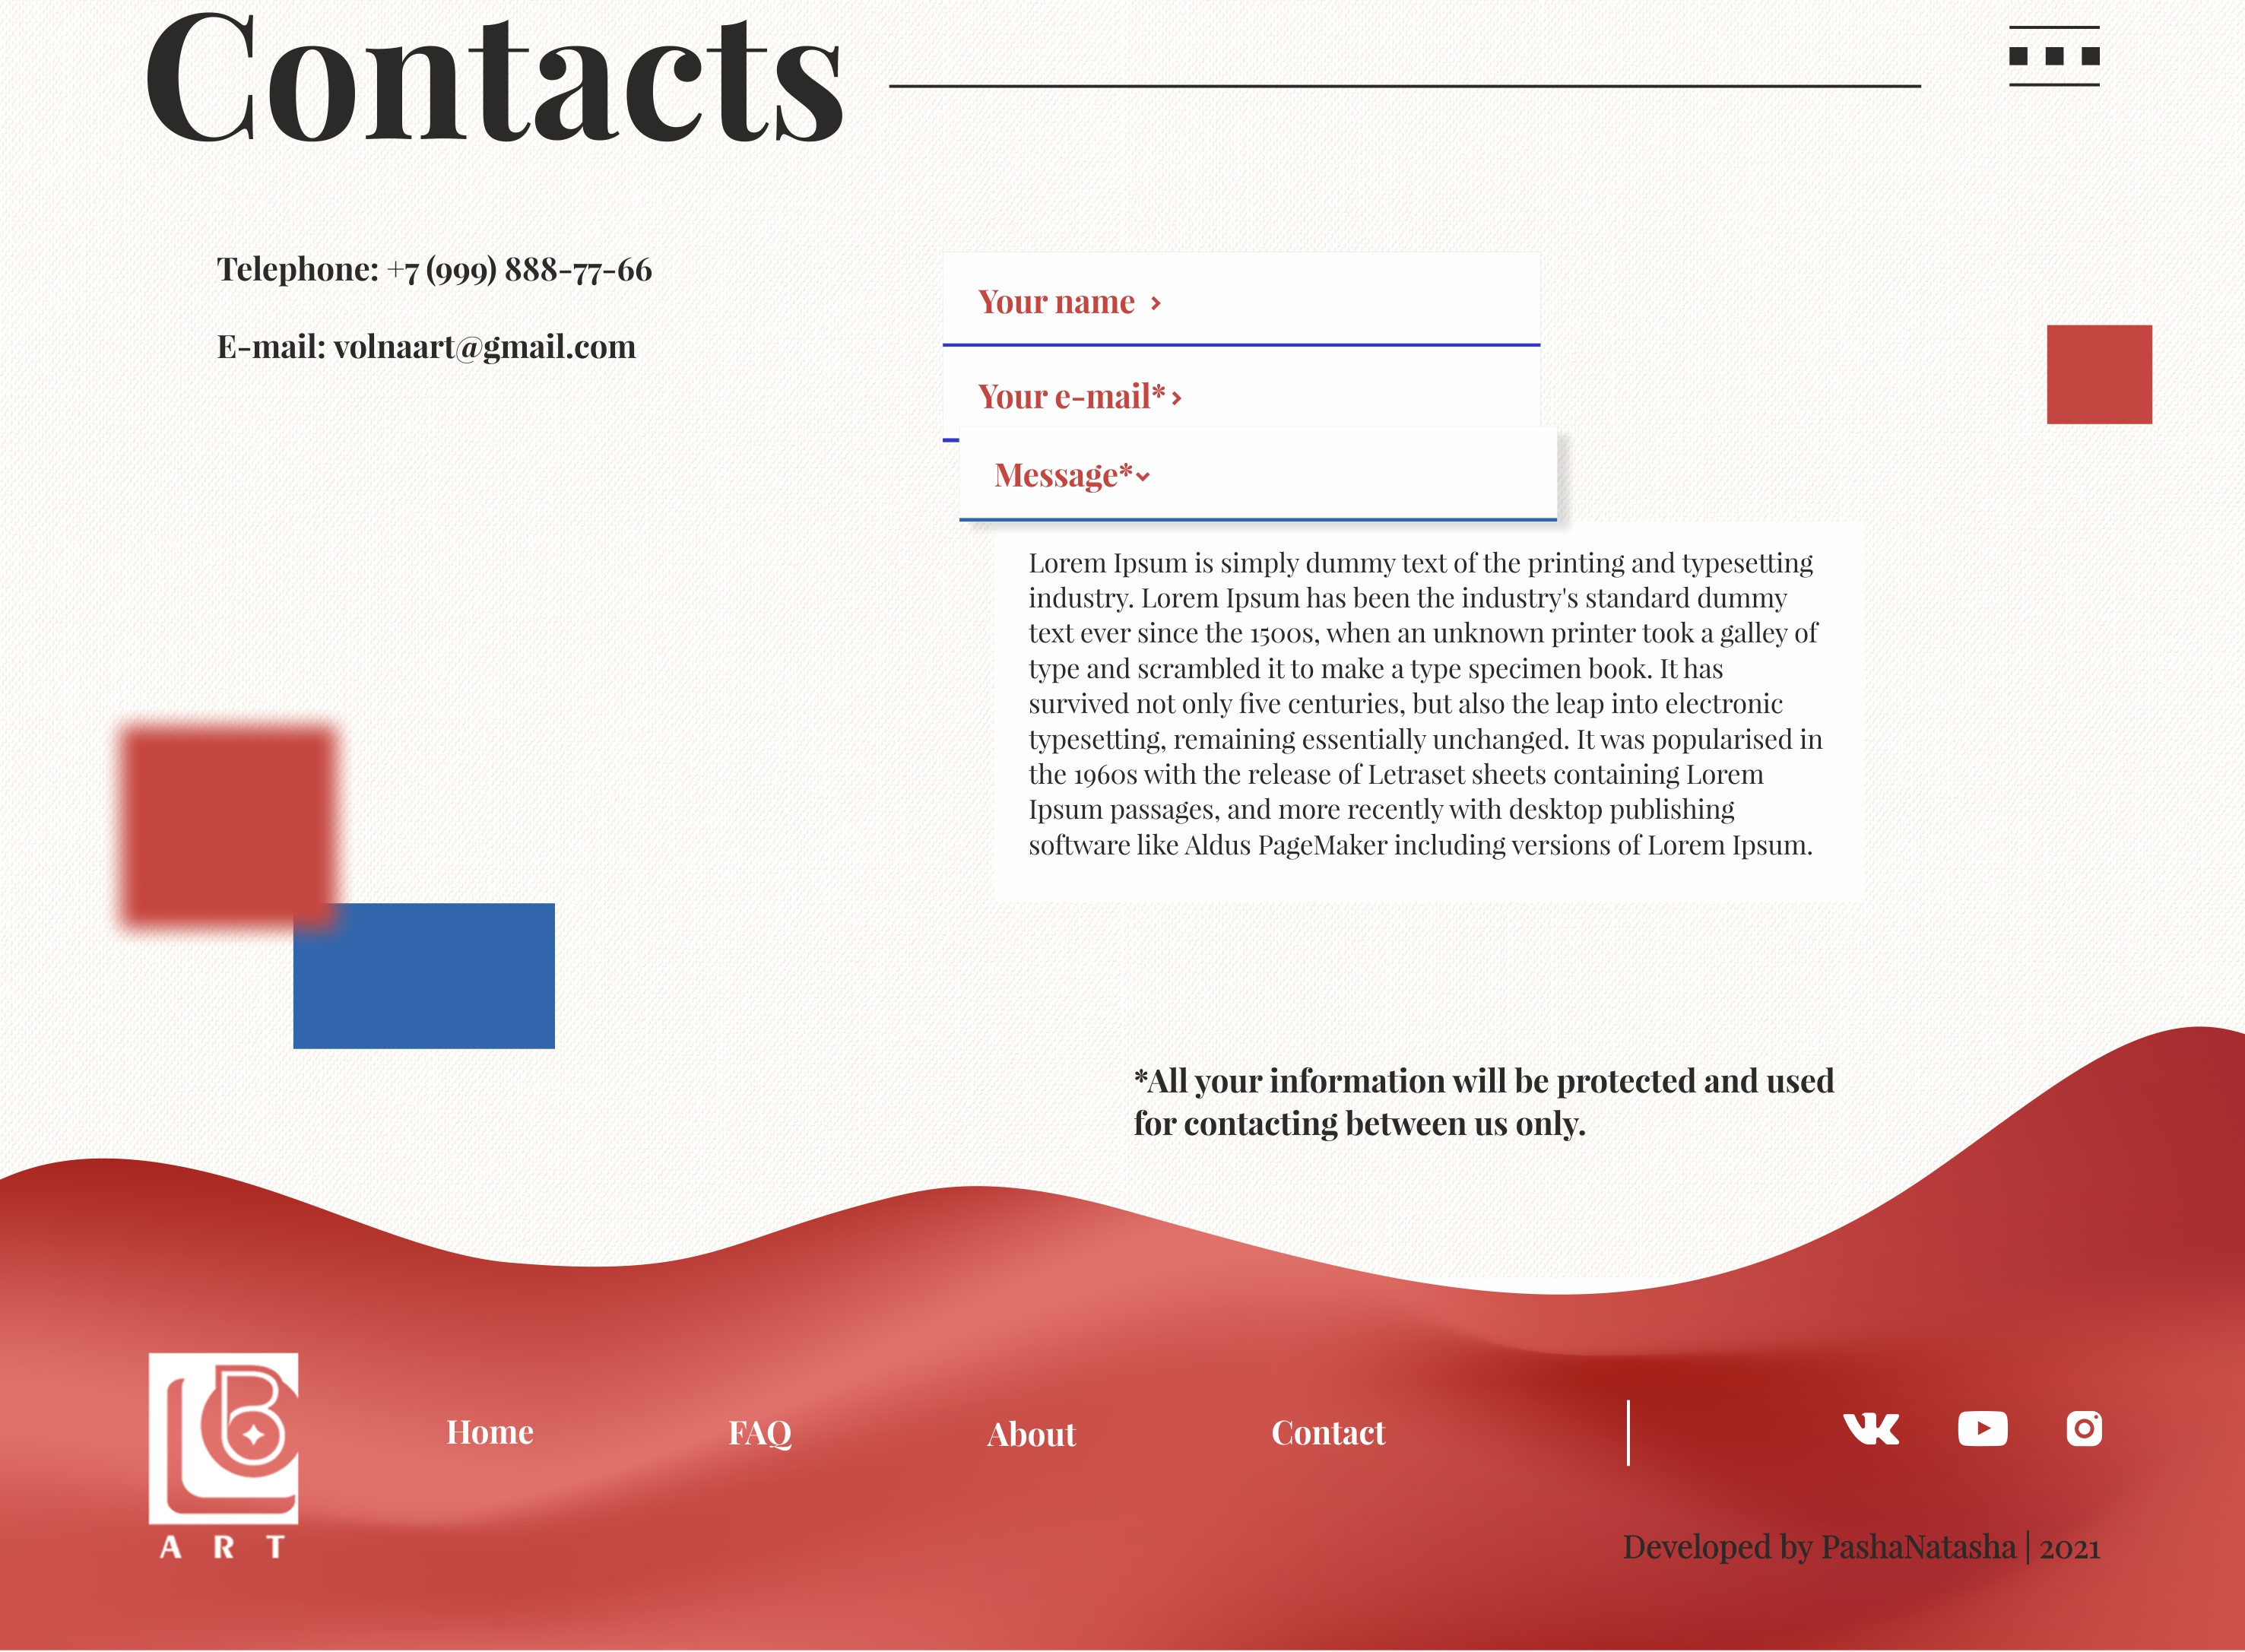 Contacts
Telephone: +7 (999) 888-77-66
E-mail: volnaart@gmail.com
Your name >
Your e-mail* >
Message*
Lorem Ipsum is simply dummy text of the printing and typesetting
industry. Lorem Ipsum has been the industry's standard dummy
text ever since the 1500s, when an unknown printer took a galley of
type and scrambled it to make a type specimen book. It has
survived not only five centuries, but also the leap into electronic
typesetting, remaining essentially unchanged. It was popularised in
the 1960s with the release of Letraset sheets containing Lorem
Ipsum passages, and more recently with desktop publishing
software like Aldus PageMaker including versions of Lorem Ipsum.
*All your information will be protected and used
for contacting between us only.
ART
Home FAQ About Contact
Developed by PashaNatasha | 2021